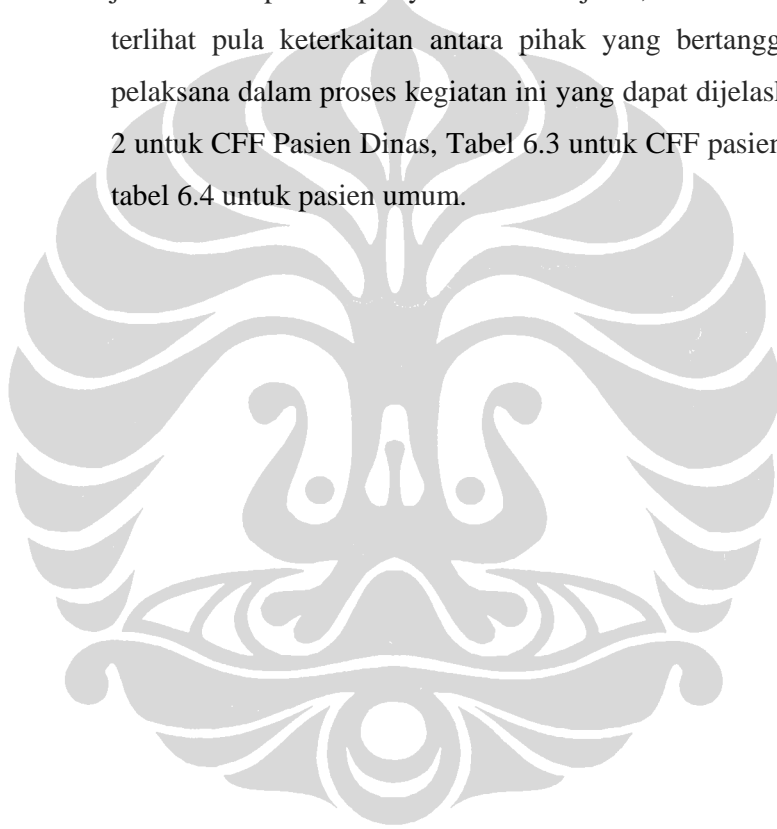 terlihat pula keterkaitan antara pihak yang bertangg
pelaksana dalam proses kegiatan ini yang dapat dijelas
2 untuk CFF Pasien Dinas, Tabel 6.3 untuk CFF pasien
tabel 6.4 untuk pasien umum.